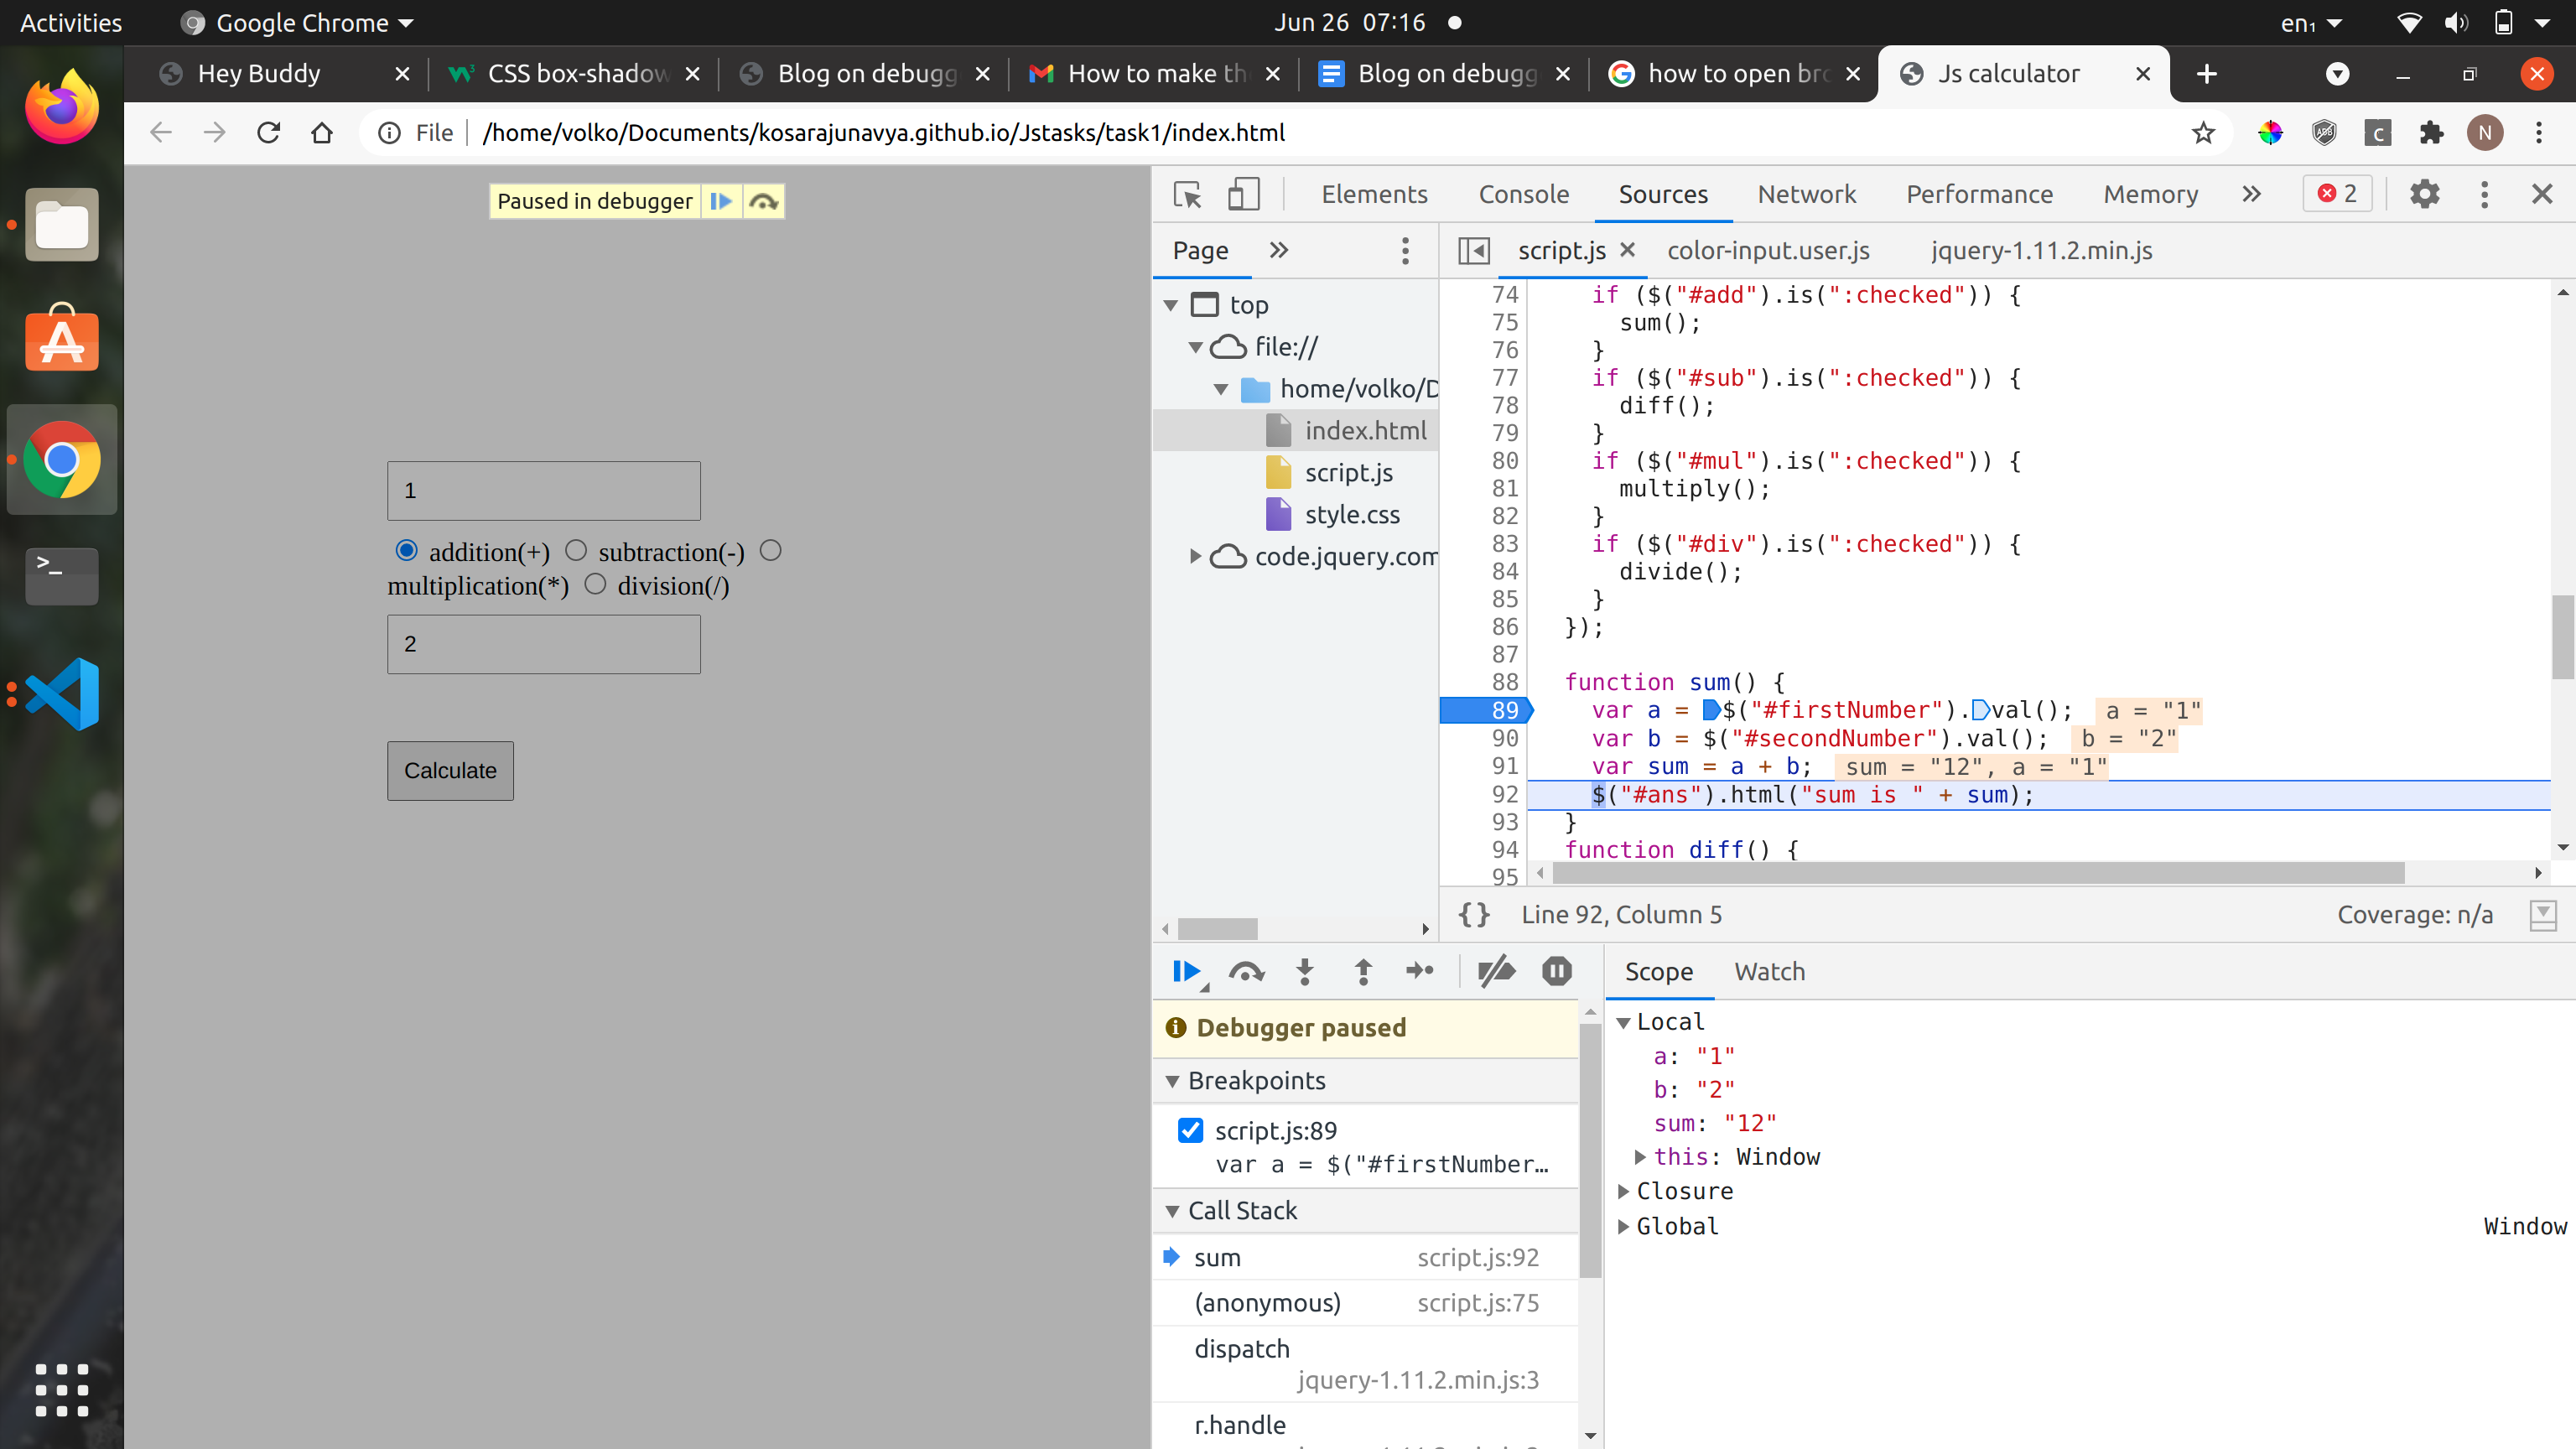 Activities Google Chrome Jun 26 07:16 en₁
Hey Buddy CSS box-shadow Blog on debugg How to make th Blog on debugg how to open bro Js calculator
File /home/volko/Documents/kosarajunavya.github.io/Jstasks/task1/index.html N
Paused in debugger
1
addition(+) subtraction(-)
multiplication(*) division(/)
2
Calculate
Elements Console Sources Network Performance Memory 2
Page
top
file://
home/volko/D
index.html
script.js
style.css
code.jquery.com
script.js color-input.user.js jquery-1.11.2.min.js
74 if ($("#add").is(":checked")) {
75 sum();
76 }
77 if ($("#sub").is(":checked")) {
78 diff();
79 }
80 if ($("#mul").is(":checked")) {
81 multiply();
82 }
83 if ($("#div").is(":checked")) {
84 divide();
85 }
86 });
87
88 function sum() {
89 var a = $("#firstNumber").val(); a = "1"
90 var b = $("#secondNumber").val(); b = "2"
91 var sum = a + b; sum = "12", a = "1"
92 $("#ans").html("sum is " + sum);
93 }
94 function diff() {
95
{} Line 92, Column 5 Coverage: n/a
Debugger paused
Breakpoints
script.js:89
var a = $("#firstNumber…
Call Stack
sum script.js:92
(anonymous) script.js:75
dispatch
jquery-1.11.2.min.js:3
r.handle
Scope Watch
Local
a: "1"
b: "2"
sum: "12"
this: Window
Closure
Global Window